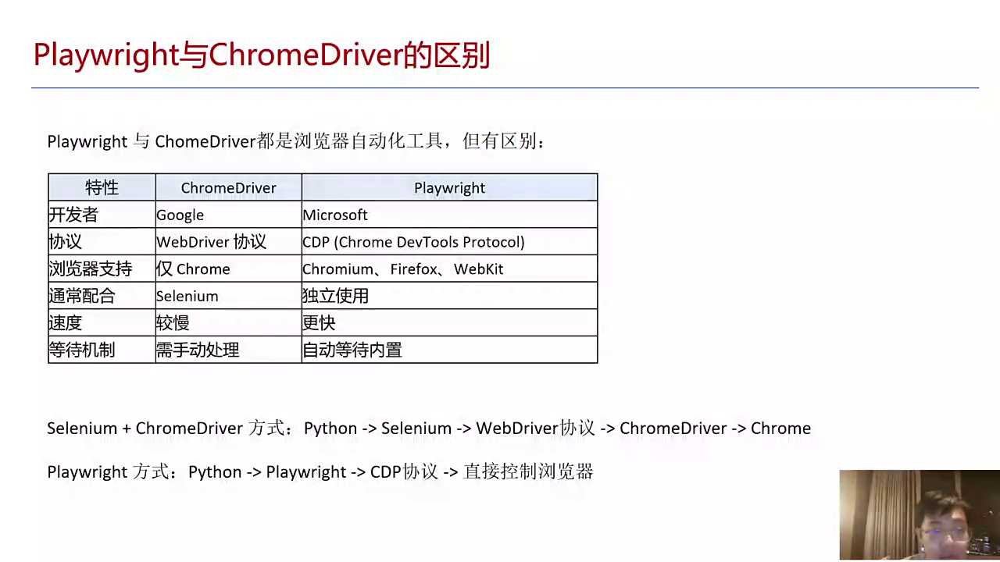 Playwright与ChromeDriver的区别
Playwright 与 ChomeDriver都是浏览器自动化工具，但有区别：
特性 ChromeDriver Playwright
开发者 Google Microsoft
协议 WebDriver 协议 CDP (Chrome DevTools Protocol)
浏览器支持 仅 Chrome Chromium、Firefox、WebKit
通常配合 Selenium 独立使用
速度 较慢 更快
等待机制 需手动处理 自动等待内置
Selenium + ChromeDriver 方式：Python -> Selenium -> WebDriver协议 -> ChromeDriver -> Chrome
Playwright 方式：Python -> Playwright -> CDP协议 -> 直接控制浏览器